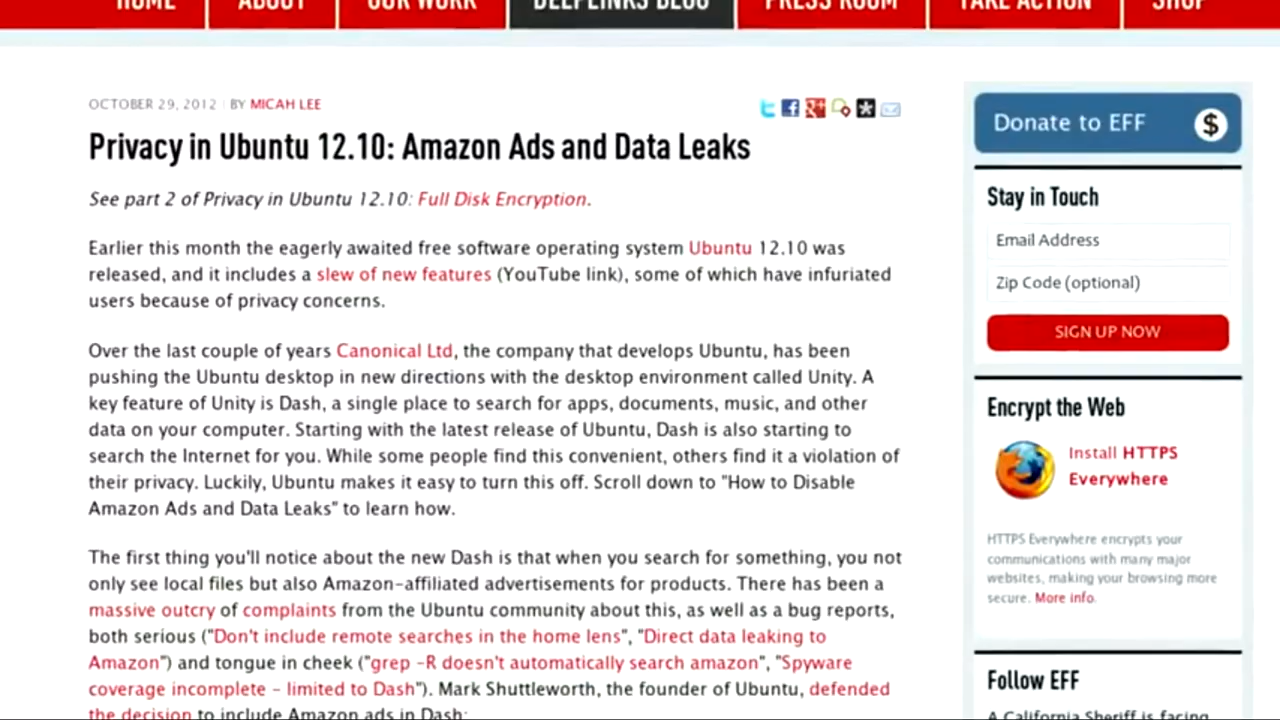 HOME
ABOUT
OUR WORK
DEEPLINKS BLOG
PRESS ROOM
TAKE ACTION
SHOP
OCTOBER 29, 2012 | BY MICAH LEE
Privacy in Ubuntu 12.10: Amazon Ads and Data Leaks
See part 2 of Privacy in Ubuntu 12.10: Full Disk Encryption.
Earlier this month the eagerly awaited free software operating system Ubuntu 12.10 was
released, and it includes a slew of new features (YouTube link), some of which have infuriated
users because of privacy concerns.
Over the last couple of years Canonical Ltd, the company that develops Ubuntu, has been
pushing the Ubuntu desktop in new directions with the desktop environment called Unity. A
key feature of Unity is Dash, a single place to search for apps, documents, music, and other
data on your computer. Starting with the latest release of Ubuntu, Dash is also starting to
search the Internet for you. While some people find this convenient, others find it a violation of
their privacy. Luckily, Ubuntu makes it easy to turn this off. Scroll down to "How to Disable
Amazon Ads and Data Leaks" to learn how.
The first thing you'll notice about the new Dash is that when you search for something, you not
only see local files but also Amazon-affiliated advertisements for products. There has been a
massive outcry of complaints from the Ubuntu community about this, as well as a bug reports,
both serious ("Don't include remote searches in the home lens", "Direct data leaking to
Amazon") and tongue in cheek ("grep -R doesn't automatically search amazon", "Spyware
coverage incomplete - limited to Dash"). Mark Shuttleworth, the founder of Ubuntu, defended
the decision to include Amazon ads in Dash:
Donate to EFF $
Stay in Touch
Email Address
Zip Code (optional)
SIGN UP NOW
Encrypt the Web
Install HTTPS
Everywhere
HTTPS Everywhere encrypts your
communications with many major
websites, making your browsing more
secure. More info.
Follow EFF
A California Sheriff is facing